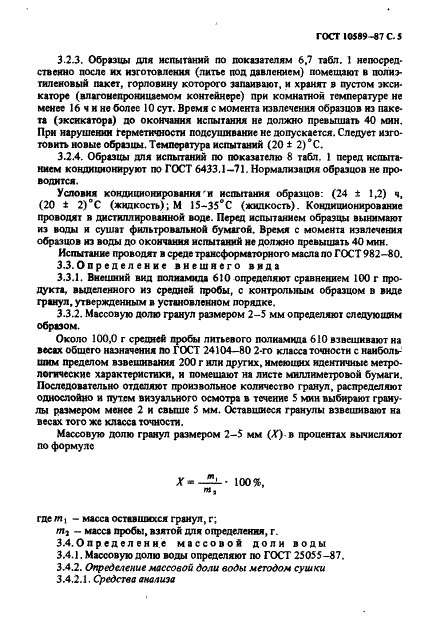 ГОСТ 10589–87 С. 5
3.2.3. Образцы для испытаний по показателям 6,7 табл. 1 непосред-
ственно после их изготовления (литье под давлением) помещают в полиэ-
тиленовый пакет, горловину которого запаивают, и хранят в пустом экси-
каторе (влагонепроницаемом контейнере) при комнатной температуре не
менее 16 ч и не более 10 сут. Время с момента извлечения образцов из паке-
та (эксикатора) до окончания испытания не должно превышать 40 мин.
При нарушении герметичности подсушивание не допускается. Следует изго-
товить новые образцы. Температура испытаний (20 ± 2)°С.
3.2.4. Образцы для испытания по показателю 8 табл. 1 перед испыта-
нием кондиционируют по ГОСТ 6433.1–71. Нормализация образцов не про-
водится.
Условия кондиционирования и испытания образцов: (24 ± 1,2) ч,
(20 ± 2)°С (жидкость); М 15–35°С (жидкость). Кондиционирование
проводят в дистиллированной воде. Перед испытанием образцы вынимают
из воды и сушат фильтровальной бумагой. Время с момента извлечения
образцов из воды до окончания испытаний не должно превышать 40 мин.
Испытание проводят в среде трансформаторного масла по ГОСТ 982–80.
3.3. Определение внешнего вида
3.3.1. Внешний вид полиамида 610 определяют сравнением 100 г про-
дукта, выделенного из средней пробы, с контрольным образцом в виде
гранул, утвержденным в установленном порядке.
3.3.2. Массовую долю гранул размером 2–5 мм определяют следующим
образом.
Около 100,0 г средней пробы литьевого полиамида 610 взвешивают на
весах общего назначения по ГОСТ 24104–80 2-го класса точности с наиболь-
шим пределом взвешивания 200 г или других, имеющих идентичные метро-
логические характеристики, и помещают на листе миллиметровой бумаги.
Последовательно отделяют произвольное количество гранул, распределяют
однослойно и путем визуального осмотра в течение 5 мин выбирают грану-
лы размером менее 2 и свыше 5 мм. Оставшиеся гранулы взвешивают на
весах того же класса точности.
Массовую долю гранул размером 2–5 мм (X) в процентах вычисляют
по формуле
X = m₁/m₂ · 100%,
где m₁ – масса оставшихся гранул, г;
m₂ – масса пробы, взятой для определения, г.
3.4. Определение массовой доли воды
3.4.1. Массовую долю воды определяют по ГОСТ 25055–87.
3.4.2. Определение массовой доли воды методом сушки
3.4.2.1. Средства анализа